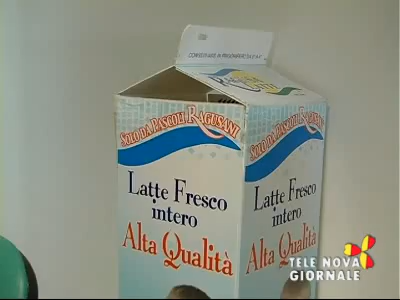 SOLO DA PASCOLI RAGUSANI
Latte Fresco
intero
Alta Qualità
SOLO DA PASCOLI RAGUSANI
Latte Fresco
intero
Alta Qualità
TELE NOVA
GIORNALE